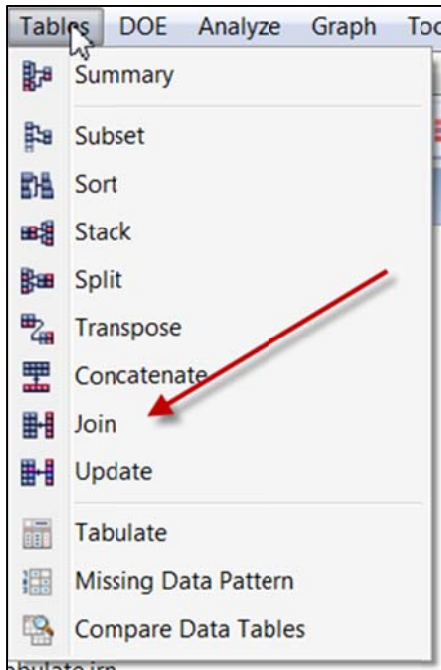 Tables DOE Analyze Graph Too
Summary
Subset
Sort
Stack
Split
Transpose
Concatenate
Join
Update
Tabulate
Missing Data Pattern
Compare Data Tables